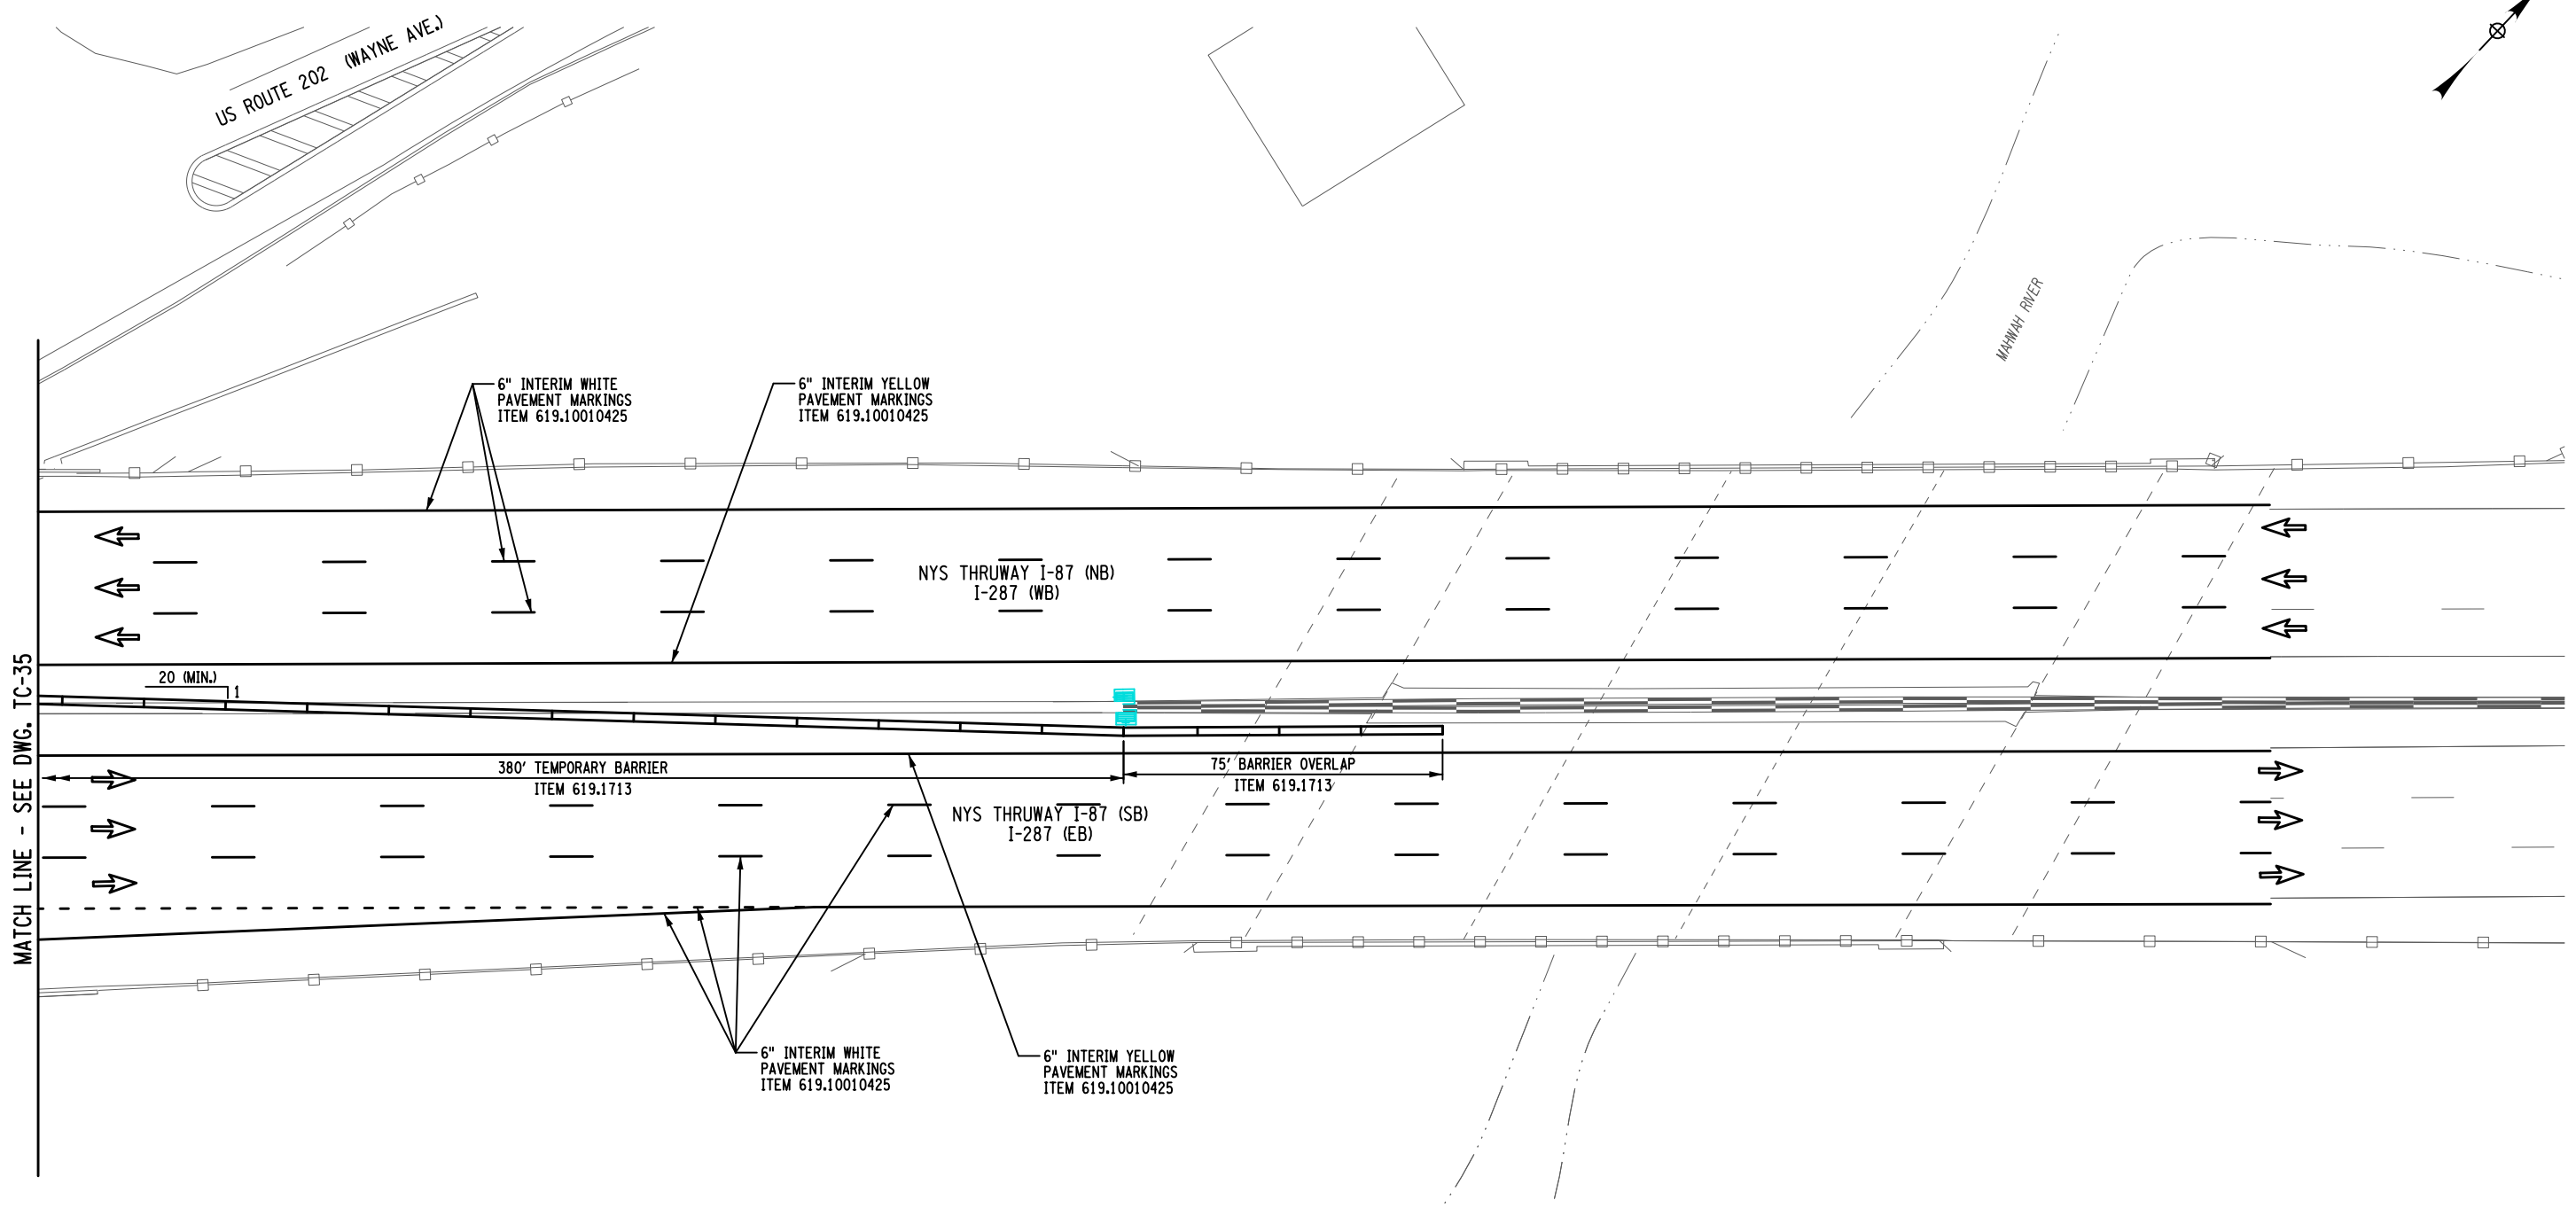 US ROUTE 202 (WAYNE AVE.)
MAHWAH RIVER
6" INTERIM WHITE
PAVEMENT MARKINGS
ITEM 619.10010425
6" INTERIM YELLOW
PAVEMENT MARKINGS
ITEM 619.10010425
NYS THRUWAY I-87 (NB)
I-287 (WB)
MATCH LINE - SEE DWG. TC-35
20 (MIN.)
1
380' TEMPORARY BARRIER
ITEM 619.1713
75' BARRIER OVERLAP
ITEM 619.1713
NYS THRUWAY I-87 (SB)
I-287 (EB)
6" INTERIM WHITE
PAVEMENT MARKINGS
ITEM 619.10010425
6" INTERIM YELLOW
PAVEMENT MARKINGS
ITEM 619.10010425